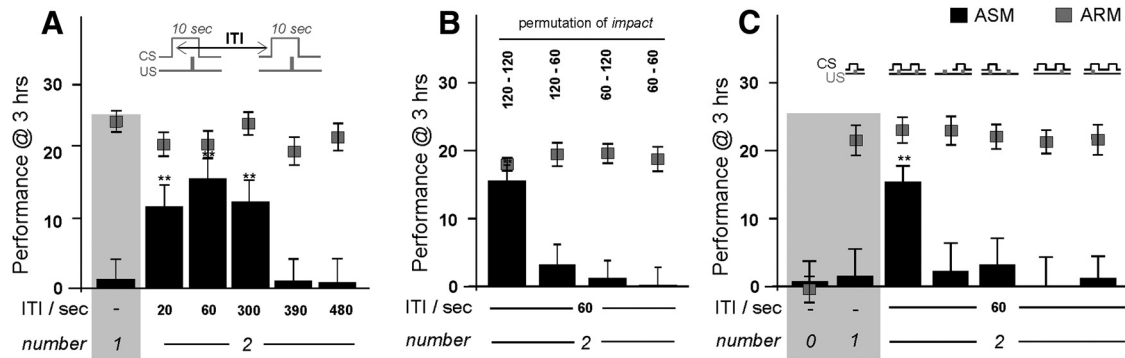 A
10 sec
10 sec
ITI
CS
US
Performance @ 3 hrs
30
20
10
0
**
**
**
ITI / sec
- 20 60 300 390 480
number 1 2
B
permutation of impact
120 - 120
120 - 60
60 - 120
60 - 60
Performance @ 3 hrs
30
20
10
0
ITI / sec 60
number 2
C
ASM ARM
CS
US
Performance @ 3 hrs
30
20
10
0
**
ITI / sec - - 60
number 0 1 2